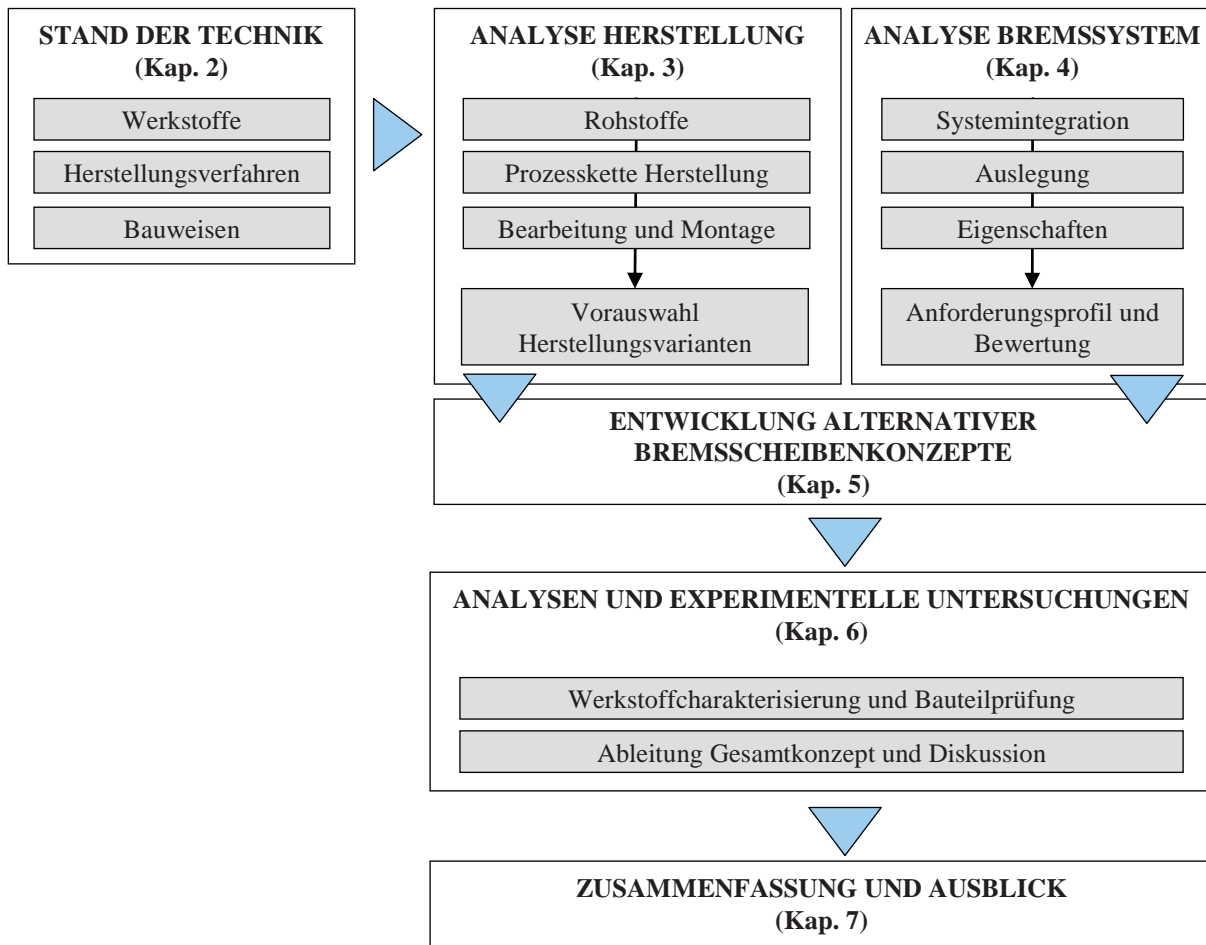 STAND DER TECHNIK
(Kap. 2)
Werkstoffe
Herstellungsverfahren
Bauweisen
ANALYSE HERSTELLUNG
(Kap. 3)
Rohstoffe
Prozesskette Herstellung
Bearbeitung und Montage
Vorauswahl
Herstellungsvarianten
ANALYSE BREMSSYSTEM
(Kap. 4)
Systemintegration
Auslegung
Eigenschaften
Anforderungsprofil und
Bewertung
ENTWICKLUNG ALTERNATIVER
BREMSSCHEIBENKONZEPTE
(Kap. 5)
ANALYSEN UND EXPERIMENTELLE UNTERSUCHUNGEN
(Kap. 6)
Werkstoffcharakterisierung und Bauteilprüfung
Ableitung Gesamtkonzept und Diskussion
ZUSAMMENFASSUNG UND AUSBLICK
(Kap. 7)